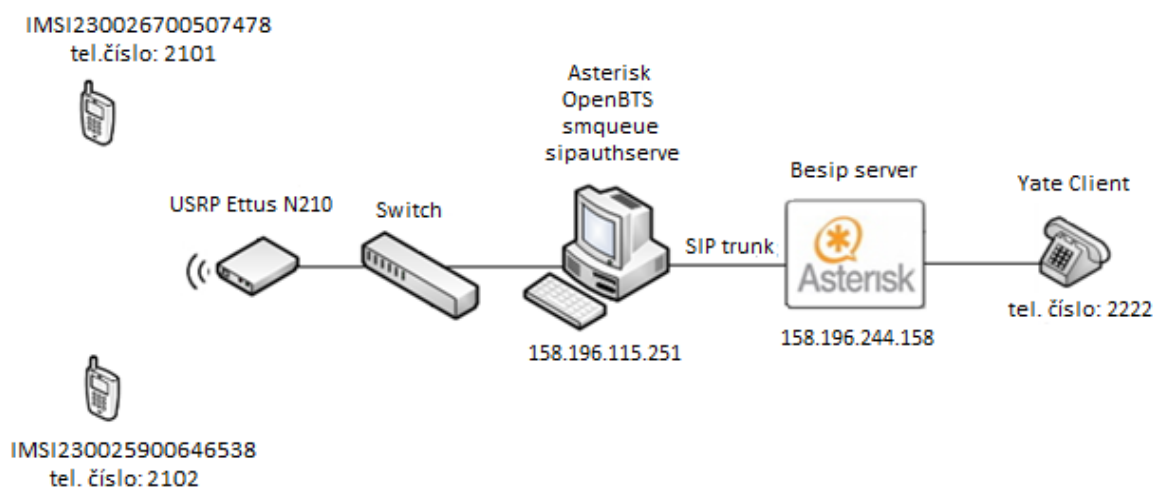 IMSI230026700507478
tel.číslo: 2101
Asterisk
OpenBTS
smqueue
sipauthserve
Besip server
Yate Client
USRP Ettus N210
Switch
SIP trunk
Asterisk
tel. číslo: 2222
158.196.115.251
158.196.244.158
IMSI230025900646538
tel. číslo: 2102